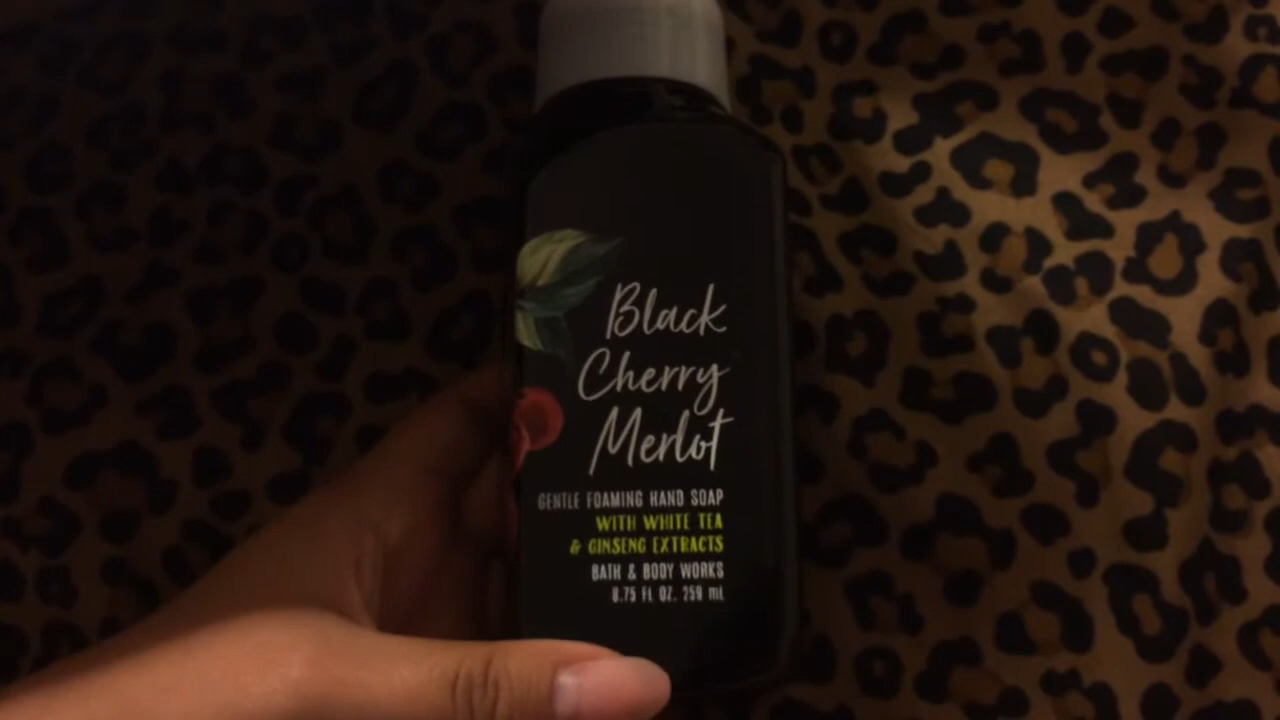 Black
Cherry
Merlot
GENTLE FOAMING HAND SOAP
WITH WHITE TEA
& GINSENG EXTRACTS
BATH & BODY WORKS
8.75 FL OZ. 259 mL